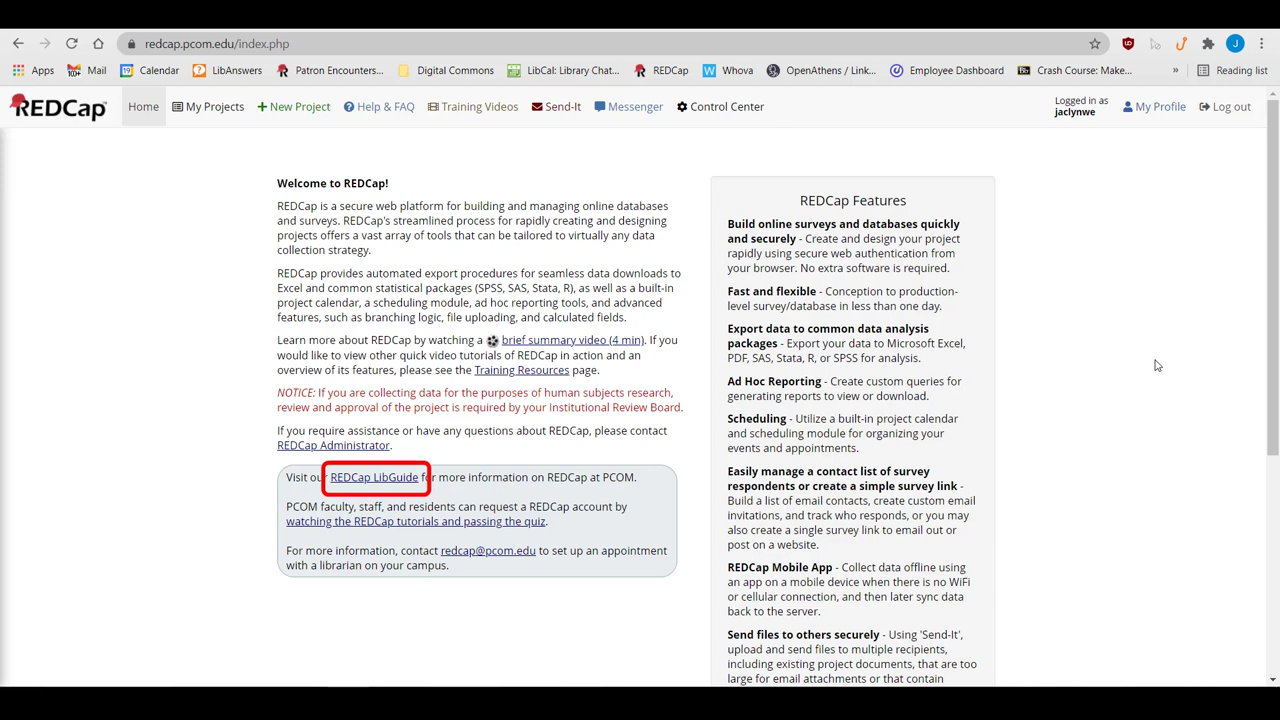 redcap.pcom.edu/index.php
J
Apps
10+ Mail
19 Calendar
LibAnswers
Patron Encounters...
Digital Commons
LibCal: Library Chat...
REDCap
W Whova
OpenAthens / Link...
Employee Dashboard
Crash Course: Make...
»
Reading list
REDCap
Home
My Projects
+ New Project
Help & FAQ
Training Videos
Send-It
Messenger
Control Center
Logged in as
jaclynwe
My Profile
Log out
Welcome to REDCap!
REDCap is a secure web platform for building and managing online databases
and surveys. REDCap's streamlined process for rapidly creating and designing
projects offers a vast array of tools that can be tailored to virtually any data
collection strategy.
REDCap provides automated export procedures for seamless data downloads to
Excel and common statistical packages (SPSS, SAS, Stata, R), as well as a built-in
project calendar, a scheduling module, ad hoc reporting tools, and advanced
features, such as branching logic, file uploading, and calculated fields.
Learn more about REDCap by watching a brief summary video (4 min). If you
would like to view other quick video tutorials of REDCap in action and an
overview of its features, please see the Training Resources page.
NOTICE: If you are collecting data for the purposes of human subjects research,
review and approval of the project is required by your Institutional Review Board.
If you require assistance or have any questions about REDCap, please contact
REDCap Administrator.
Visit our REDCap LibGuide for more information on REDCap at PCOM.
PCOM faculty, staff, and residents can request a REDCap account by
watching the REDCap tutorials and passing the quiz.
For more information, contact redcap@pcom.edu to set up an appointment
with a librarian on your campus.
REDCap Features
Build online surveys and databases quickly
and securely - Create and design your project
rapidly using secure web authentication from
your browser. No extra software is required.
Fast and flexible - Conception to production-
level survey/database in less than one day.
Export data to common data analysis
packages - Export your data to Microsoft Excel,
PDF, SAS, Stata, R, or SPSS for analysis.
Ad Hoc Reporting - Create custom queries for
generating reports to view or download.
Scheduling - Utilize a built-in project calendar
and scheduling module for organizing your
events and appointments.
Easily manage a contact list of survey
respondents or create a simple survey link -
Build a list of email contacts, create custom email
invitations, and track who responds, or you may
also create a single survey link to email out or
post on a website.
REDCap Mobile App - Collect data offline using
an app on a mobile device when there is no WiFi
or cellular connection, and then later sync data
back to the server.
Send files to others securely - Using 'Send-It',
upload and send files to multiple recipients,
including existing project documents, that are too
large for email attachments or that contain